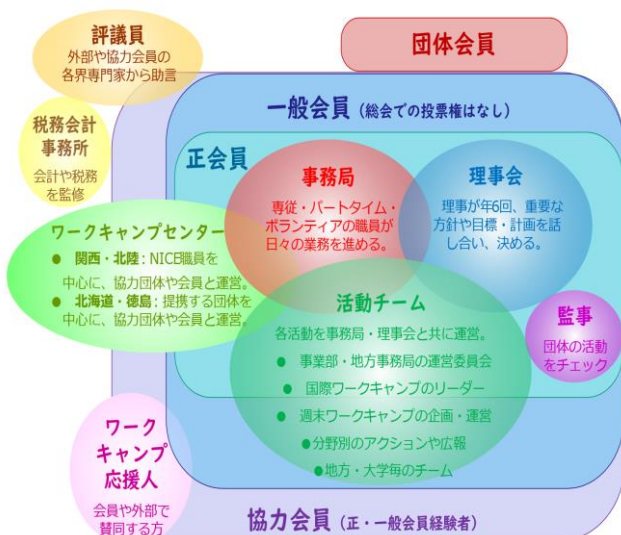 評議員
外部や協力会員の
各界専門家から助言
団体会員
税務会計
事務所
会計や税務
を監修
一般会員 (総会での投票権はなし)
正会員
事務局
専従・パートタイム・
ボランティアの職員が
日々の業務を進める。
理事会
理事が年6回、重要な
方針や目標・計画を話
し合い、決める。
ワークキャンプセンター
● 関西・北陸：NICE職員を
中心に、協力団体や会員と運営。
● 北海道・徳島：提携する団体を
中心に、協力団体や会員と運営。
活動チーム
各活動を事務局・理事会と共に運営。
● 事業部・地方事務局の運営委員会
● 国際ワークキャンプのリーダー
● 週末ワークキャンプの企画・運営
●分野別のアクションや広報
●地方・大学毎のチーム
監事
団体の活動
をチェック
ワーク
キャンプ
応援人
会員や外部で
賛同する方
協力会員 (正・一般会員経験者)